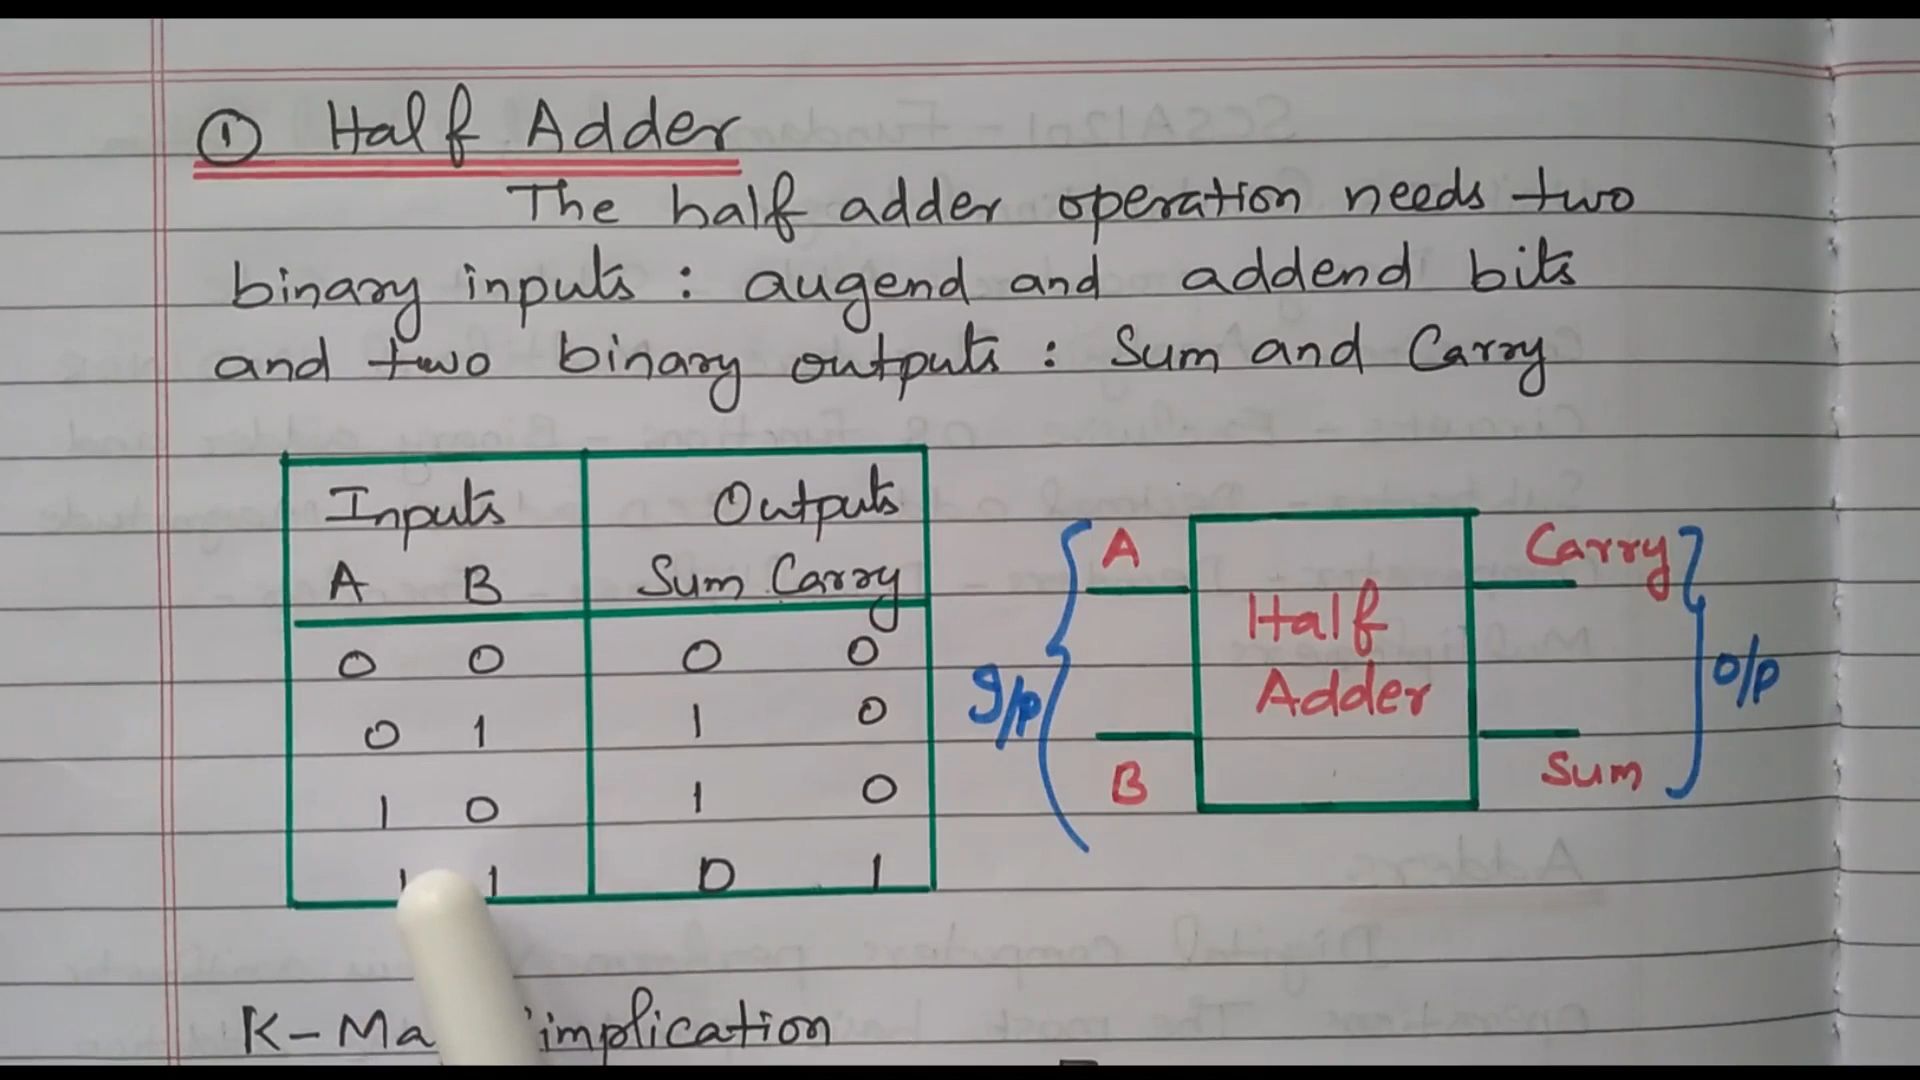 ① Half Adder
The half adder operation needs two
binary inputs : augend and addend bits
and two binary outputs : Sum and Carry
Inputs Outputs
A B Sum Carry
0 0 0 0
0 1 1 0
1 0 1 0
1 1 0 1
A
B
I/p
Half
Adder
Carry
Sum
o/p
K-Ma implication